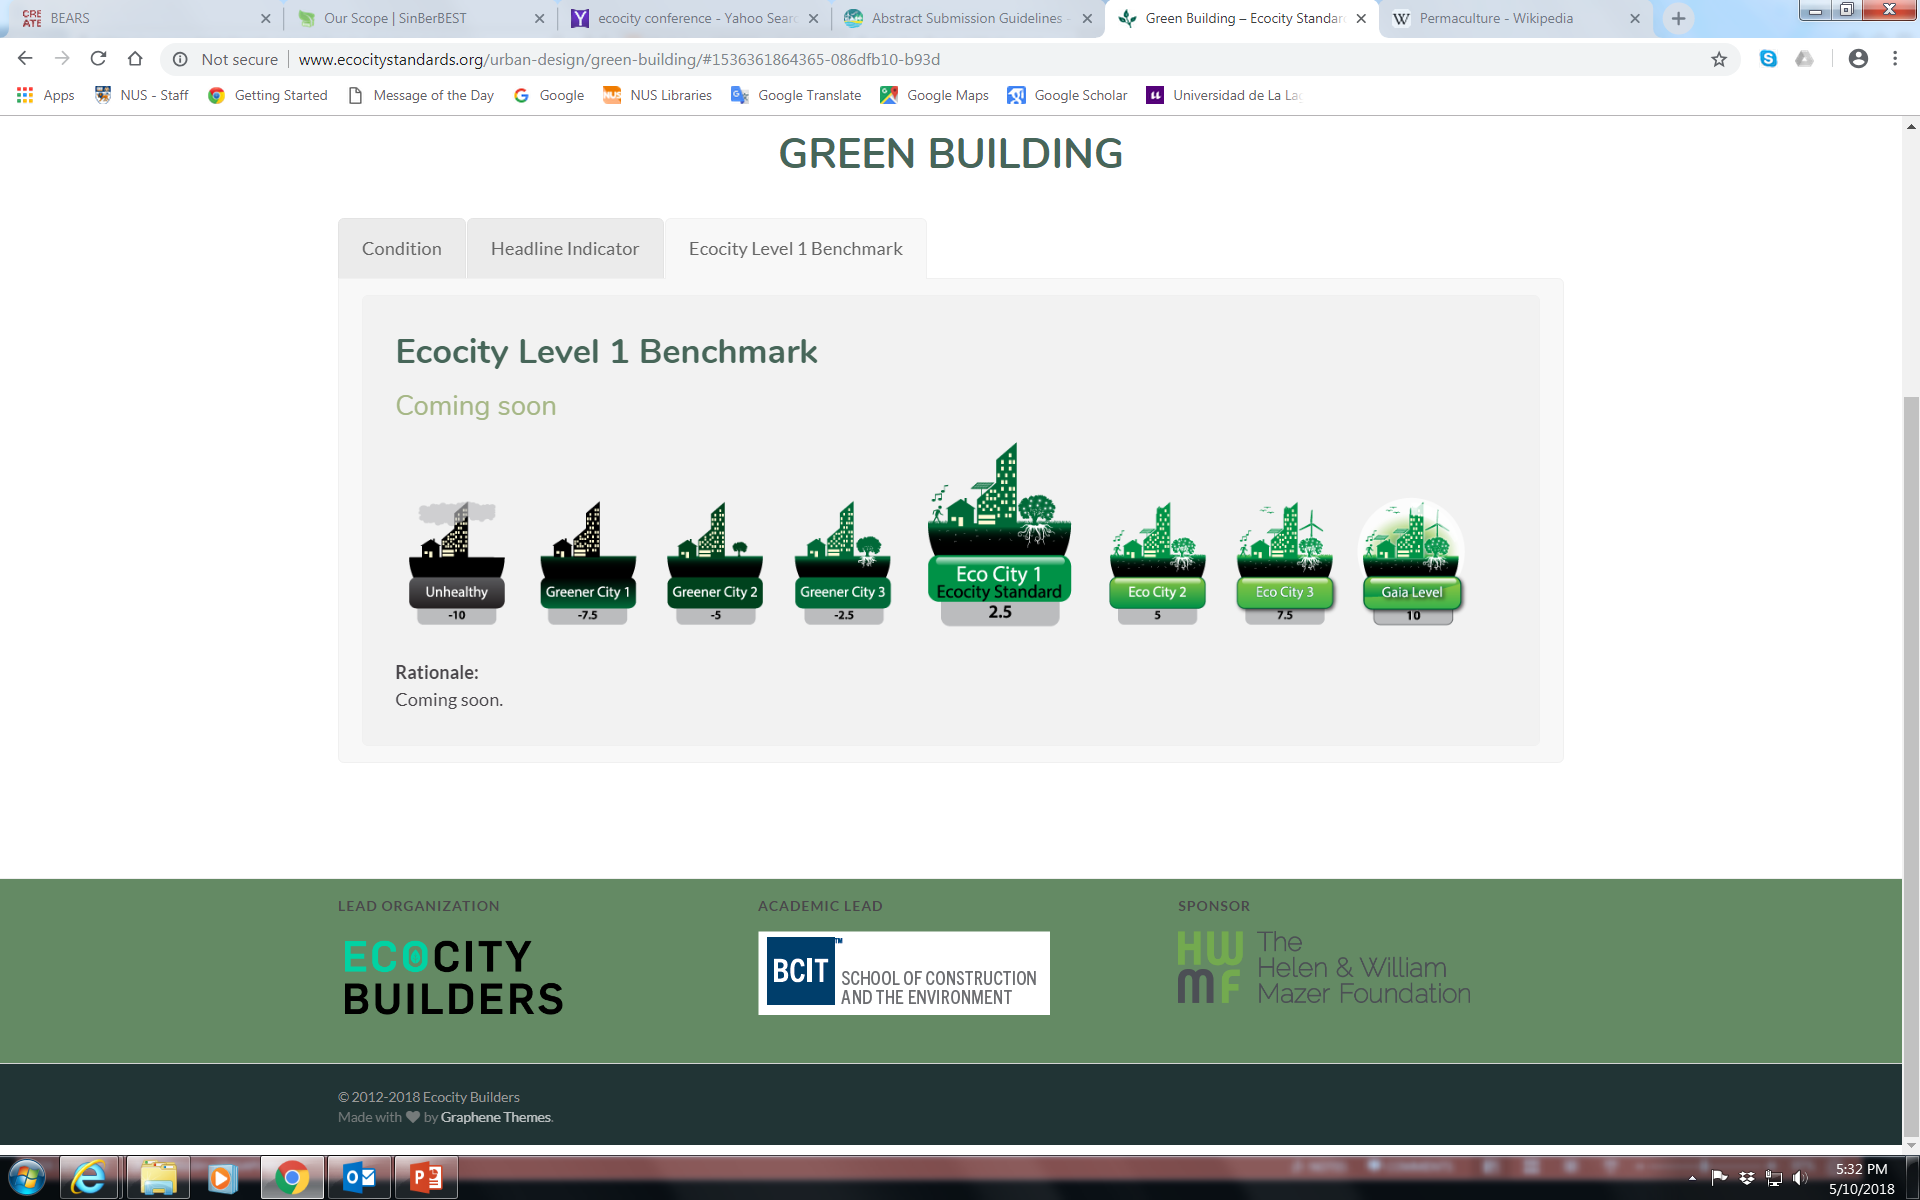 CRE
ATE
BEARS
Our Scope | SinBerBEST
ecocity conference - Yahoo Searc
Abstract Submission Guidelines -
Green Building – Ecocity Standar
W
Permaculture - Wikipedia
Not secure
www.ecocitystandards.org/urban-design/green-building/#1536361864365-086dfb10-b93d
Apps
NUS - Staff
Getting Started
Message of the Day
Google
NUS Libraries
Google Translate
Google Maps
Google Scholar
Universidad de La La
GREEN BUILDING
Condition
Headline Indicator
Ecocity Level 1 Benchmark
Ecocity Level 1 Benchmark
Coming soon
Unhealthy
-10
Greener City 1
-7.5
Greener City 2
-5
Greener City 3
-2.5
Eco City 1
Ecocity Standard
2.5
Eco City 2
5
Eco City 3
7.5
Gaia Level
10
Rationale:
Coming soon.
LEAD ORGANIZATION
ECOCITY
BUILDERS
ACADEMIC LEAD
BCIT
TM
SCHOOL OF CONSTRUCTION
AND THE ENVIRONMENT
SPONSOR
HW
MF
The
Helen & William
Mazer Foundation
© 2012-2018 Ecocity Builders
Made with ♥ by Graphene Themes.
5:32 PM
5/10/2018